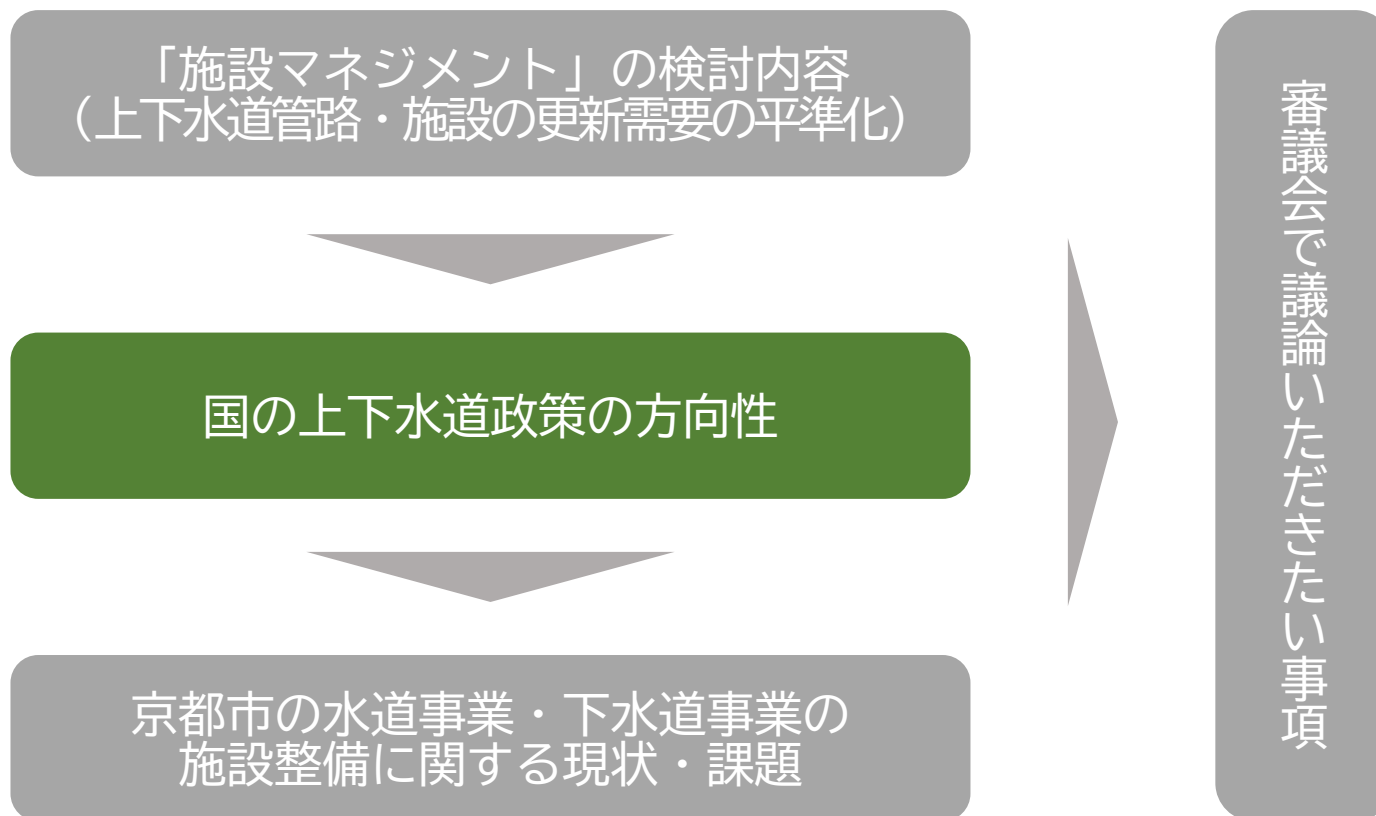 「施設マネジメント」の検討内容
（上下水道管路・施設の更新需要の平準化）
国の上下水道政策の方向性
京都市の水道事業・下水道事業の
施設整備に関する現状・課題
審議会で議論いただきたい事項